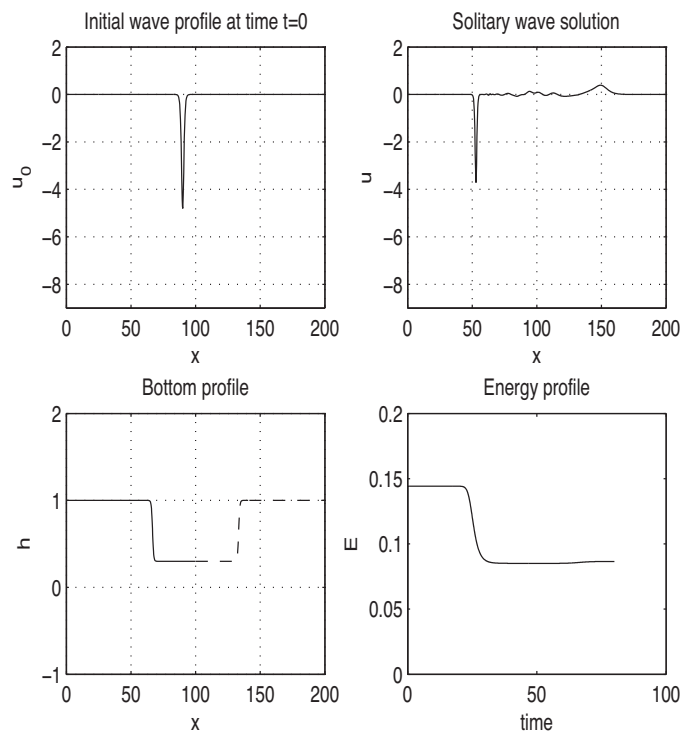 Initial wave profile at time t=0
2
0
−2
−4
−6
−8
u₀
0 50 100 150 200
x
Solitary wave solution
2
0
−2
−4
−6
−8
u
0 50 100 150 200
x
Bottom profile
2
1
0
−1
h
0 50 100 150 200
x
Energy profile
0.2
0.15
0.1
0.05
0
E
0 50 100
time